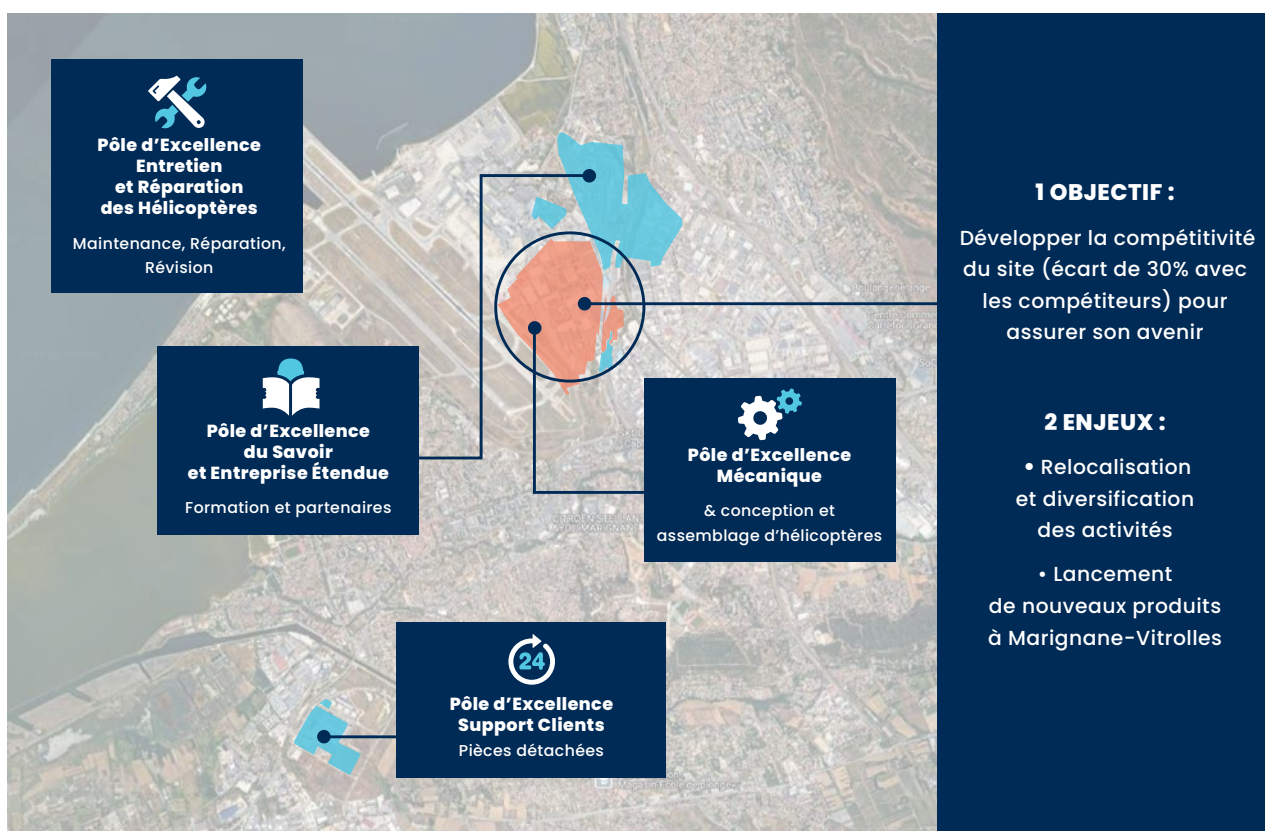 Pôle d'Excellence
Entretien
et Réparation
des Hélicoptères
Maintenance, Réparation,
Révision
Pôle d'Excellence
du Savoir
et Entreprise Étendue
Formation et partenaires
Pôle d'Excellence
Mécanique
& conception et
assemblage d'hélicoptères
24
Pôle d'Excellence
Support Clients
Pièces détachées
1 OBJECTIF :
Développer la compétitivité
du site (écart de 30% avec
les compétiteurs) pour
assurer son avenir
2 ENJEUX :
• Relocalisation
et diversification
des activités
• Lancement
de nouveaux produits
à Marignane-Vitrolles